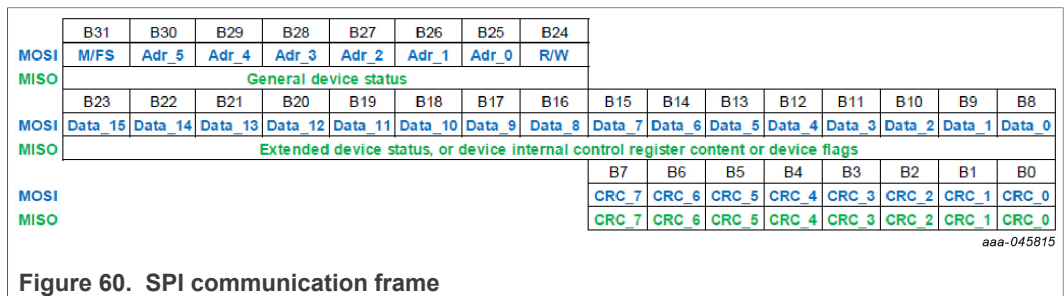 B31 B30 B29 B28 B27 B26 B25 B24
MOSI M/FS Adr_5 Adr_4 Adr_3 Adr_2 Adr_1 Adr_0 R/W
MISO General device status
B23 B22 B21 B20 B19 B18 B17 B16 B15 B14 B13 B12 B11 B10 B9 B8
MOSI Data_15 Data_14 Data_13 Data_12 Data_11 Data_10 Data_9 Data_8 Data_7 Data_6 Data_5 Data_4 Data_3 Data_2 Data_1 Data_0
MISO Extended device status, or device internal control register content or device flags
B7 B6 B5 B4 B3 B2 B1 B0
MOSI CRC_7 CRC_6 CRC_5 CRC_4 CRC_3 CRC_2 CRC_1 CRC_0
MISO CRC_7 CRC_6 CRC_5 CRC_4 CRC_3 CRC_2 CRC_1 CRC_0
aaa-045815
Figure 60. SPI communication frame